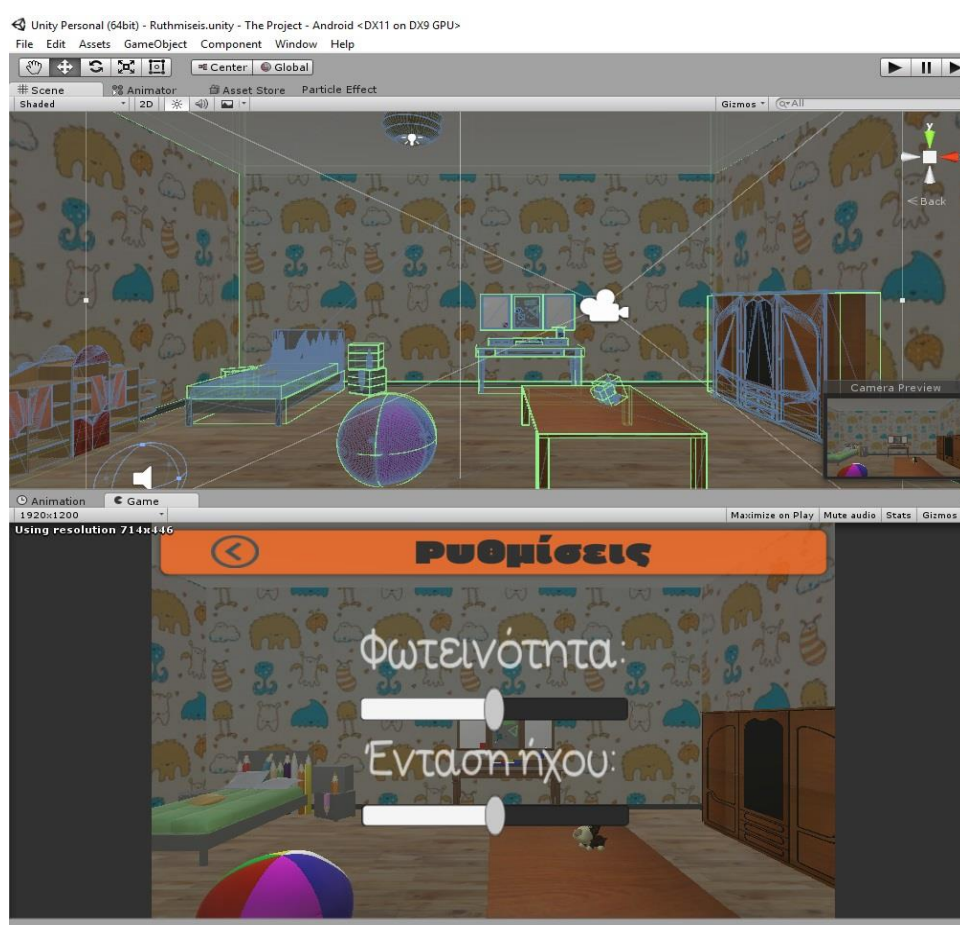 Unity Personal (64bit) - Ruthmiseis.unity - The Project - Android <DX11 on DX9 GPU>
File Edit Assets GameObject Component Window Help
Center Global
Scene Animator Asset Store Particle Effect
Shaded 2D Gizmos All
y
Back
Camera Preview
Animation Game
1920x1200 Maximize on Play Mute audio Stats Gizmos
Using resolution 714x446
Ρυθμίσεις
Φωτεινότητα:
Ένταση ήχου: